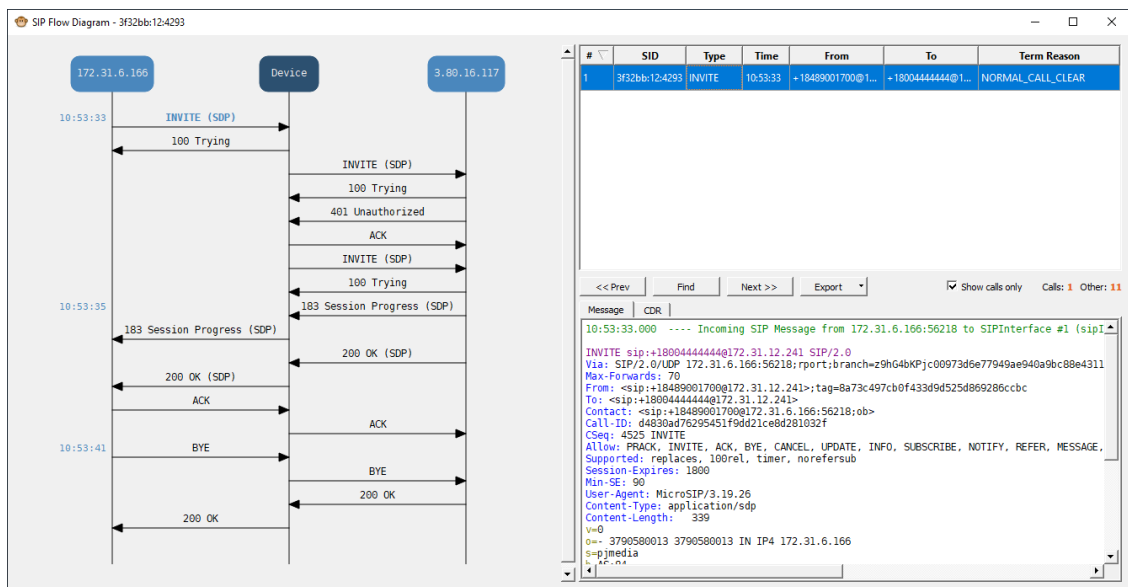 SIP Flow Diagram - 3f32bb:12:4293
172.31.6.166
Device
3.80.16.117
10:53:33
INVITE (SDP)
100 Trying
INVITE (SDP)
100 Trying
401 Unauthorized
ACK
INVITE (SDP)
100 Trying
10:53:35
183 Session Progress (SDP)
183 Session Progress (SDP)
200 OK (SDP)
200 OK (SDP)
ACK
ACK
10:53:41
BYE
BYE
200 OK
200 OK
# SID Type Time From To Term Reason
1 3f32bb:12:4293 INVITE 10:53:33 +18489001700@1... +18004444444@1... NORMAL_CALL_CLEAR
<< Prev Find Next >> Export Show calls only Calls: 1 Other: 11
Message CDR
10:53:33.000 ---- Incoming SIP Message from 172.31.6.166:56218 to SIPInterface #1 (sipI
INVITE sip:+18004444444@172.31.12.241 SIP/2.0
Via: SIP/2.0/UDP 172.31.6.166:56218;rport;branch=z9hG4bKPjc00973d6e77949ae940a9bc88e4311
Max-Forwards: 70
From: <sip:+18489001700@172.31.12.241>;tag=8a73c497cb0f433d9d525d869286ccbc
To: <sip:+18004444444@172.31.12.241>
Contact: <sip:+18489001700@172.31.6.166:56218;ob>
Call-ID: d4830ad76295451f9dd21ce8d281032f
CSeq: 4525 INVITE
Allow: PRACK, INVITE, ACK, BYE, CANCEL, UPDATE, INFO, SUBSCRIBE, NOTIFY, REFER, MESSAGE,
Supported: replaces, 100rel, timer, norefersub
Session-Expires: 1800
Min-SE: 90
User-Agent: MicroSIP/3.19.26
Content-Type: application/sdp
Content-Length: 339
v=0
o=- 3790580013 3790580013 IN IP4 172.31.6.166
s=pjmedia
b=AS:84